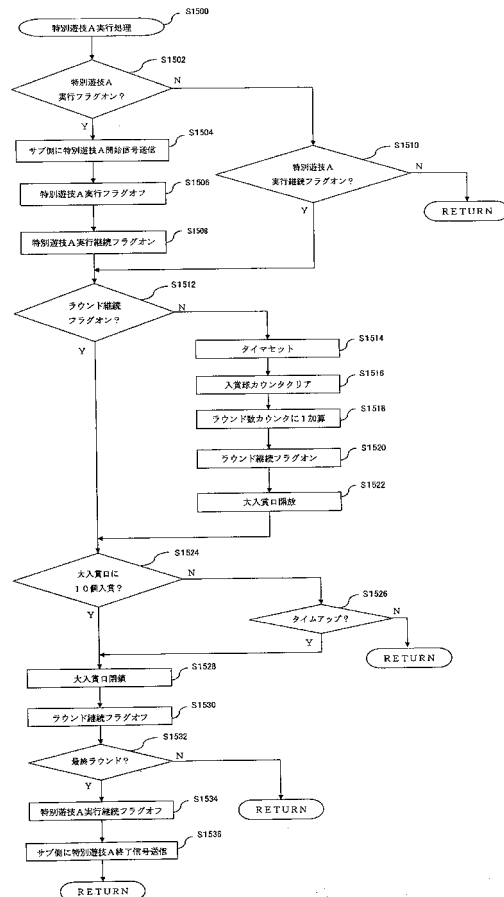 特別遊技A実行処理
S1500
特別遊技A
実行フラグオン？
S1502
N
Y
サブ側に特別遊技A開始信号送信
S1504
特別遊技A実行フラグオフ
S1506
特別遊技A実行継続フラグオン
S1508
特別遊技A
実行継続フラグオン？
S1510
N
Y
RETURN
ラウンド継続
フラグオン？
S1512
N
Y
タイマセット
S1514
入賞球カウンタクリア
S1516
ラウンド数カウンタに1加算
S1518
ラウンド継続フラグオン
S1520
大入賞口開放
S1522
大入賞口に
10個入賞？
S1524
N
Y
タイムアップ？
S1526
N
Y
RETURN
大入賞口閉鎖
S1528
ラウンド継続フラグオフ
S1530
最終ラウンド？
S1532
N
Y
RETURN
特別遊技A実行継続フラグオフ
S1534
サブ側に特別遊技A終了信号送信
S1536
RETURN